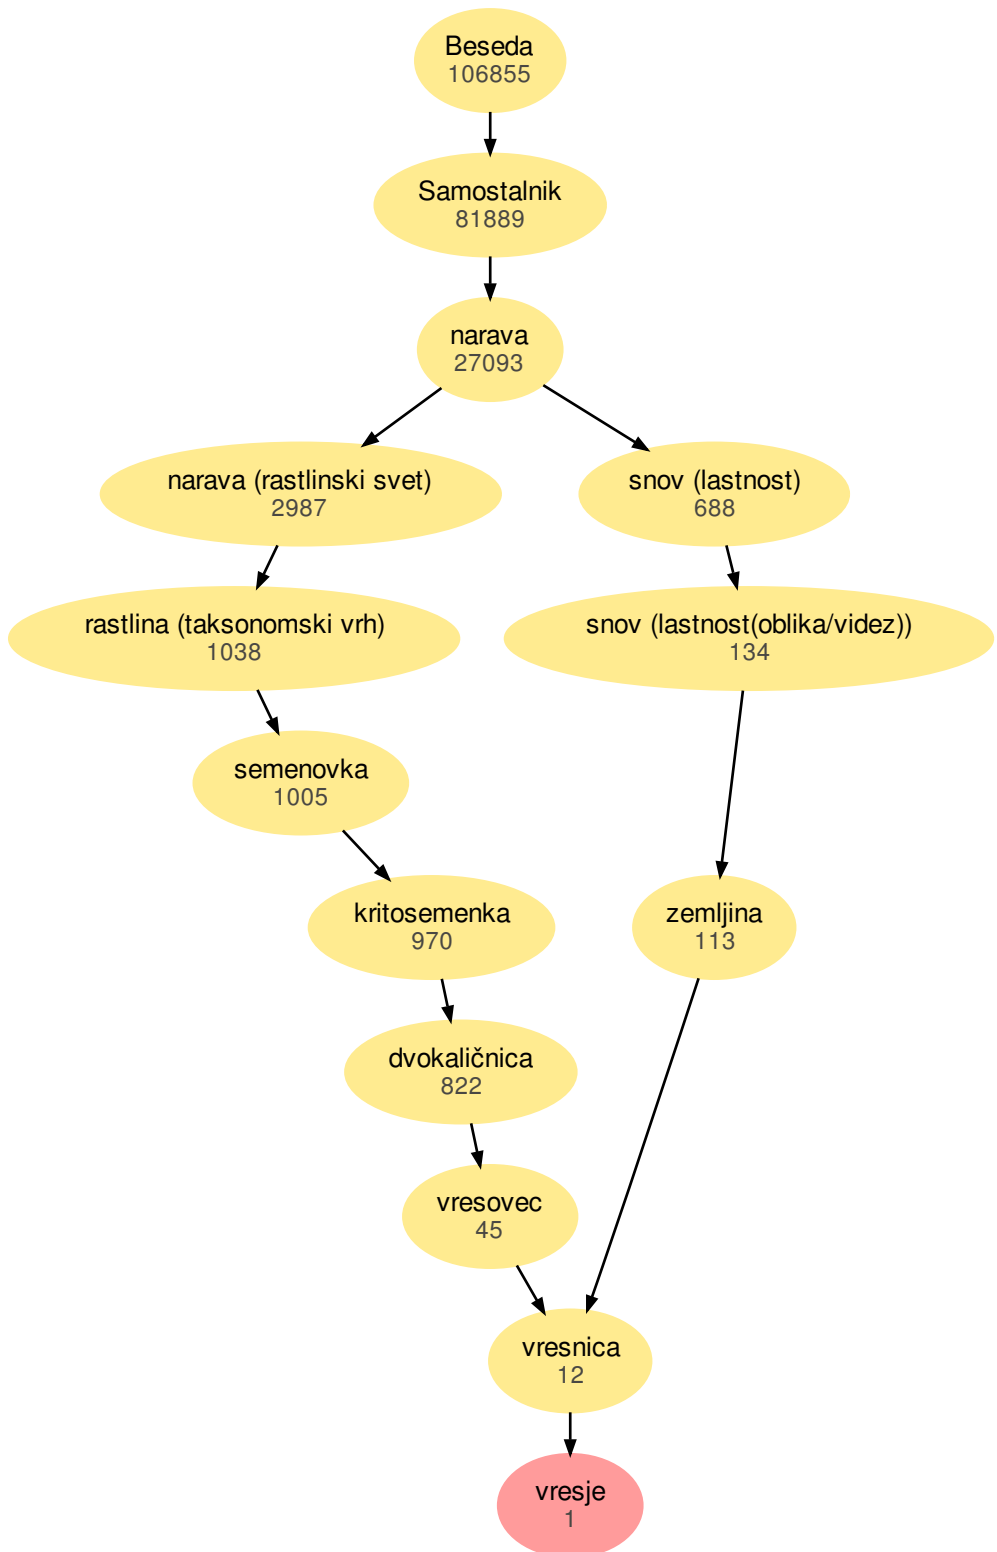 Beseda
106855
Samostalnik
81889
narava
27093
narava (rastlinski svet)
2987
snov (lastnost)
688
rastlina (taksonomski vrh)
1038
snov (lastnost(oblika/videz))
134
semenovka
1005
kritosemenka
970
zemljina
113
dvokaličnica
822
vresovec
45
vresnica
12
vresje
1